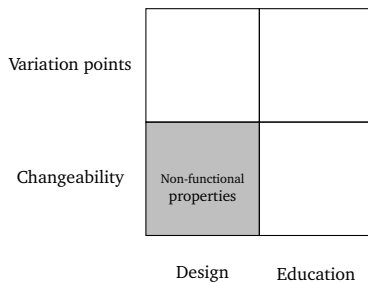 Variation points
Changeability
Non-functional
properties
Design
Education